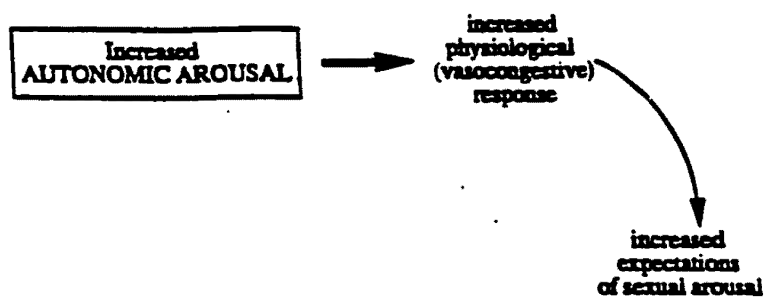 Increased
AUTONOMIC AROUSAL
increased
physiological
(vasocongestive)
response
increased
expectations
of sexual arousal